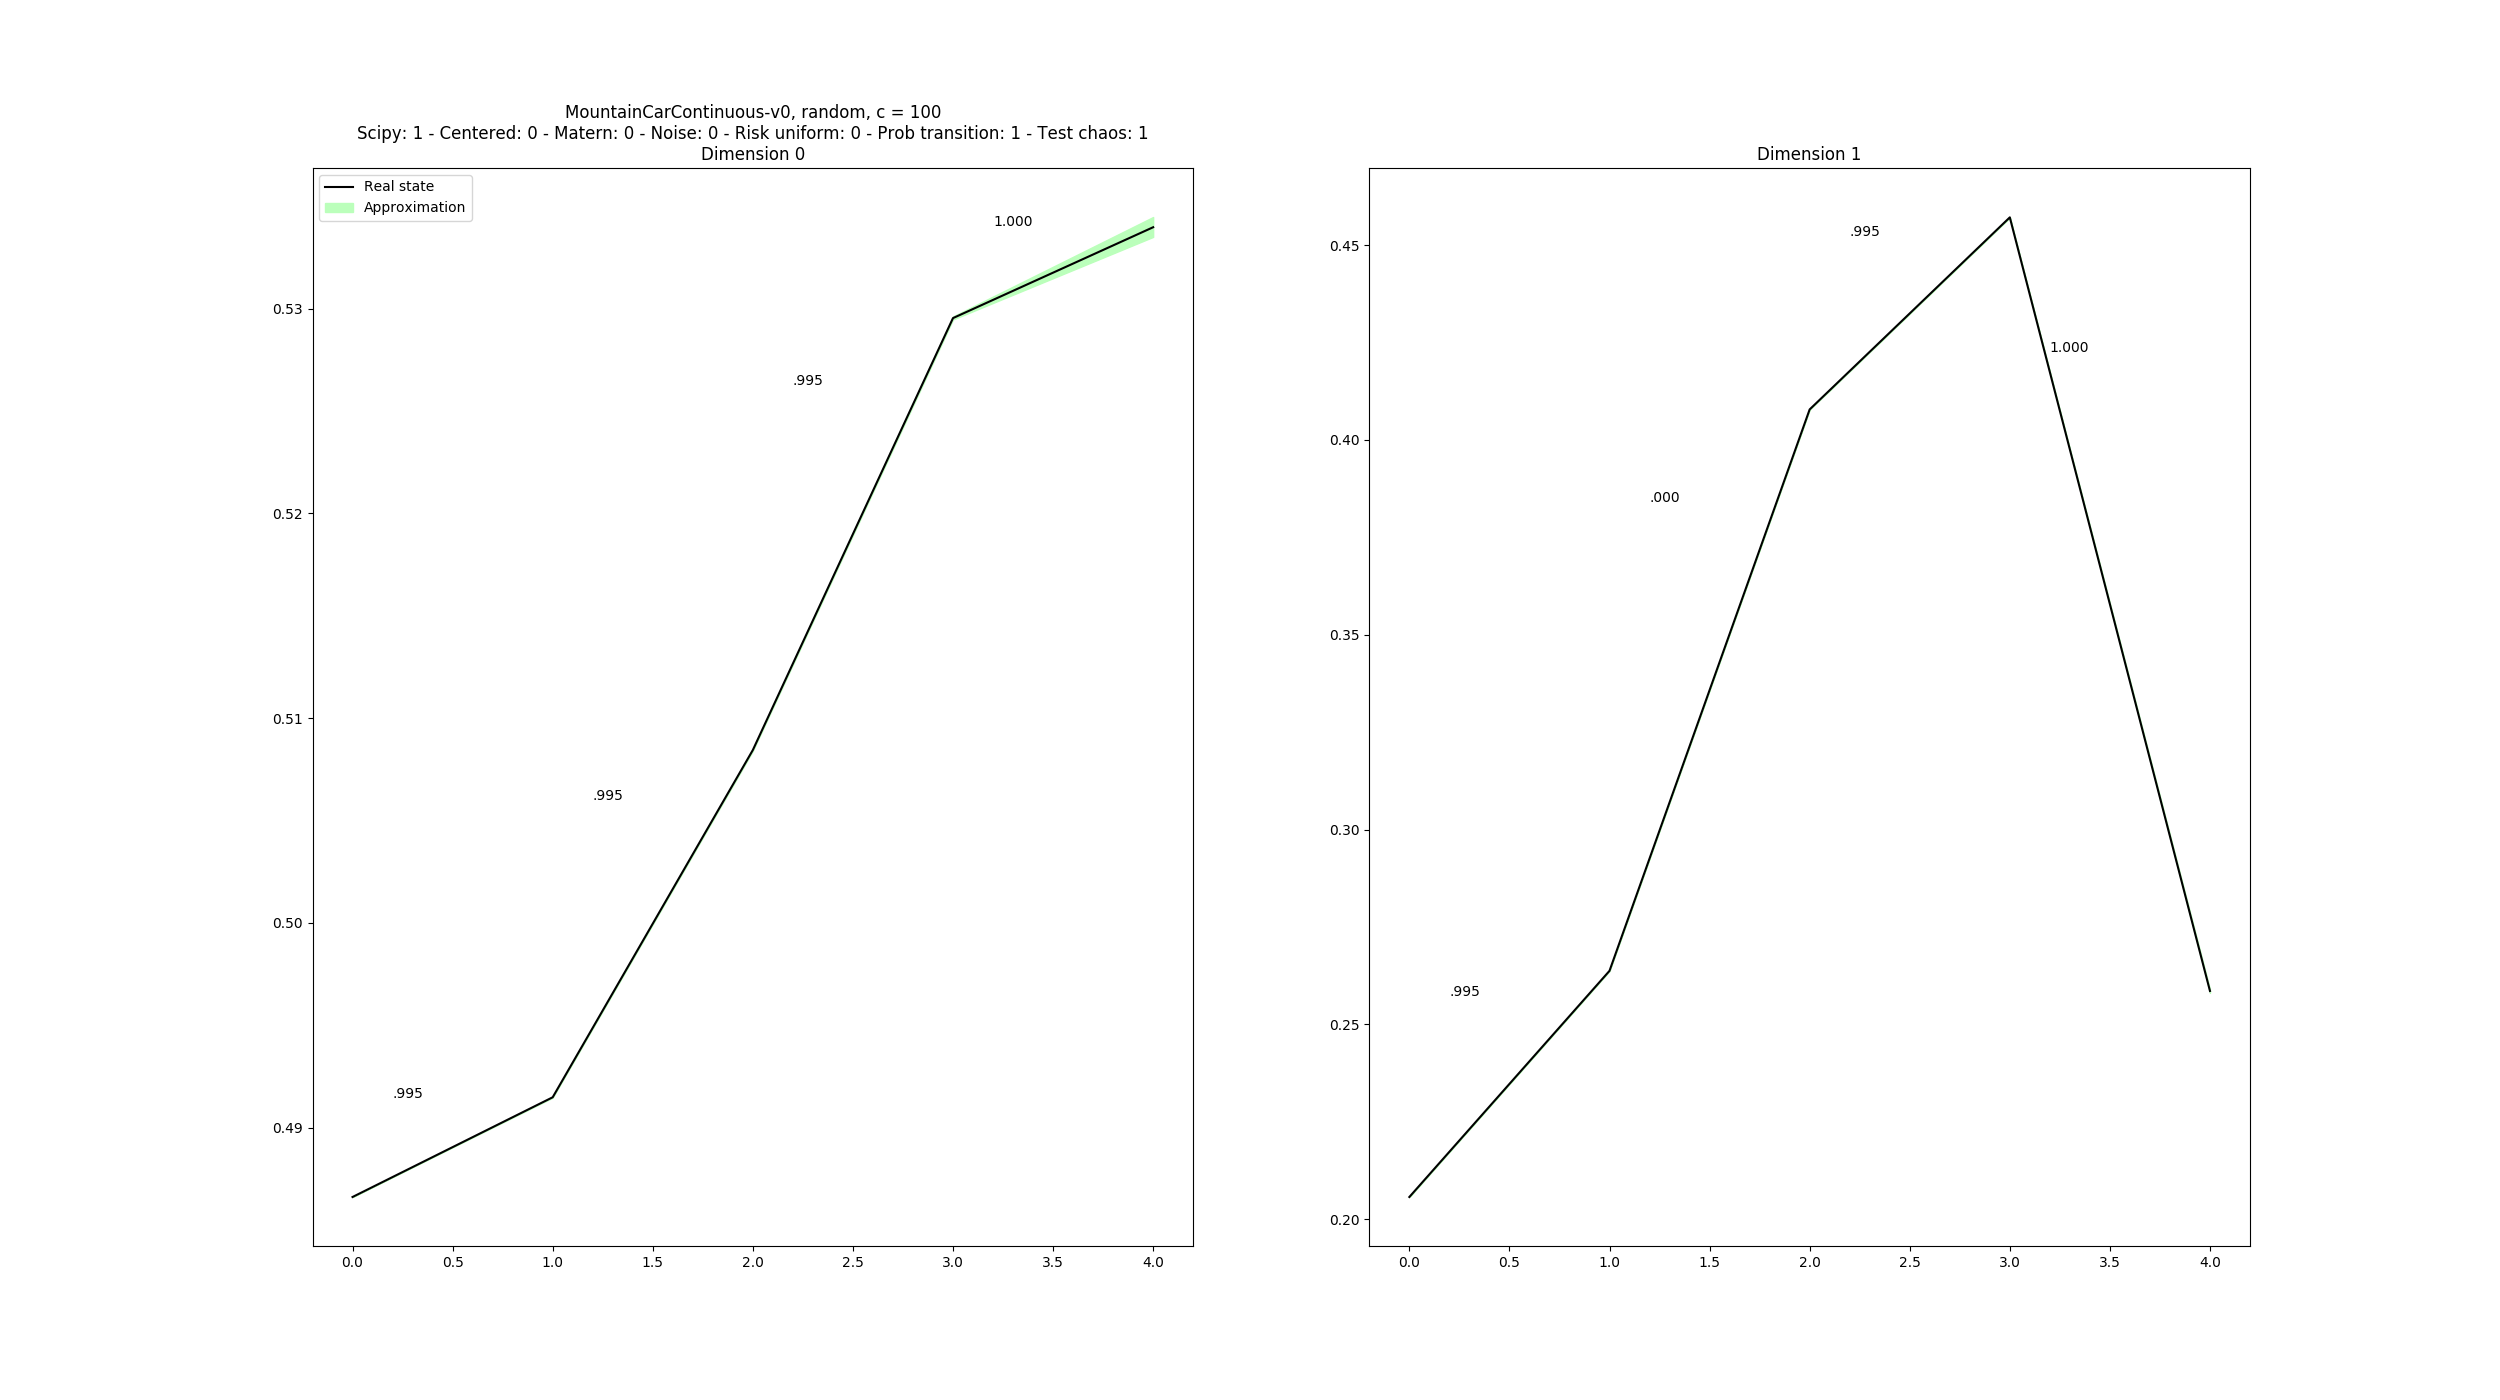 MountainCarContinuous-v0, random, c = 100
Scipy: 1 - Centered: 0 - Matern: 0 - Noise: 0 - Risk uniform: 0 - Prob transition: 1 - Test chaos: 1
Dimension 0
Real state
Approximation
1.000
0.53
.995
0.52
0.51
.995
0.50
.995
0.49
0.0 0.5 1.0 1.5 2.0 2.5 3.0 3.5 4.0
Dimension 1
.995
0.45
1.000
0.40
.000
0.35
0.30
.995
0.25
0.20
0.0 0.5 1.0 1.5 2.0 2.5 3.0 3.5 4.0